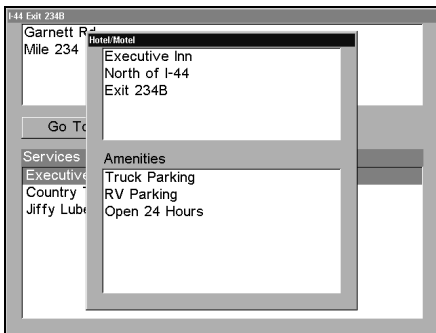 I-44 Exit 234B
Garnett Rd
Mile 234
Hotel/Motel
Executive Inn
North of I-44
Exit 234B
Go To
Services
Executive
Country
Jiffy Lube
Amenities
Truck Parking
RV Parking
Open 24 Hours